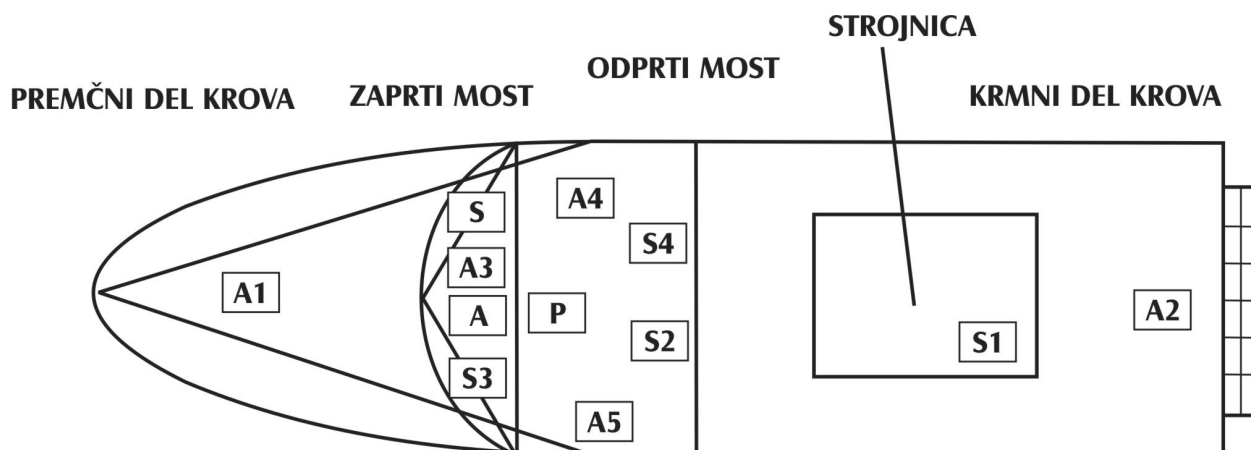 STROJNICA
ODPRTI MOST
PREMČNI DEL KROVA
ZAPRTI MOST
KRMNI DEL KROVA
S
A4
S4
A3
A1
A
P
A2
S2
S1
S3
A5